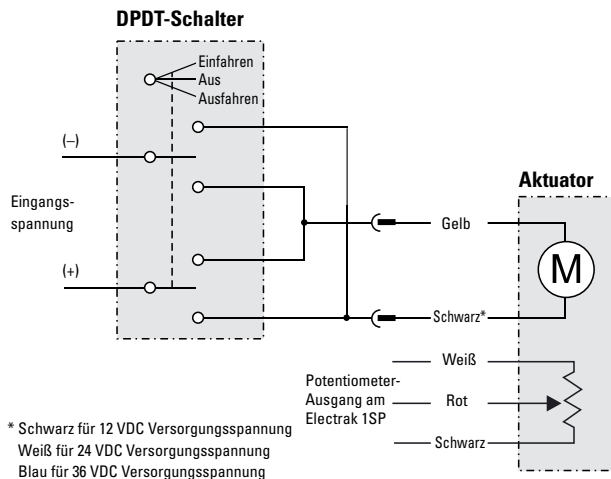 DPDT-Schalter
Einfahren
Aus
Ausfahren
(–)
Eingangs-
spannung
(+)
Aktuator
Gelb
M
Schwarz*
Weiß
Potentiometer-
Ausgang am
Electrak 1SP
Rot
Schwarz
* Schwarz für 12 VDC Versorgungsspannung
Weiß für 24 VDC Versorgungsspannung
Blau für 36 VDC Versorgungsspannung